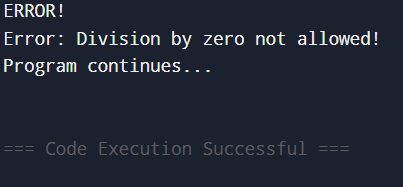 ERROR!
Error: Division by zero not allowed!
Program continues...
=== Code Execution Successful ===